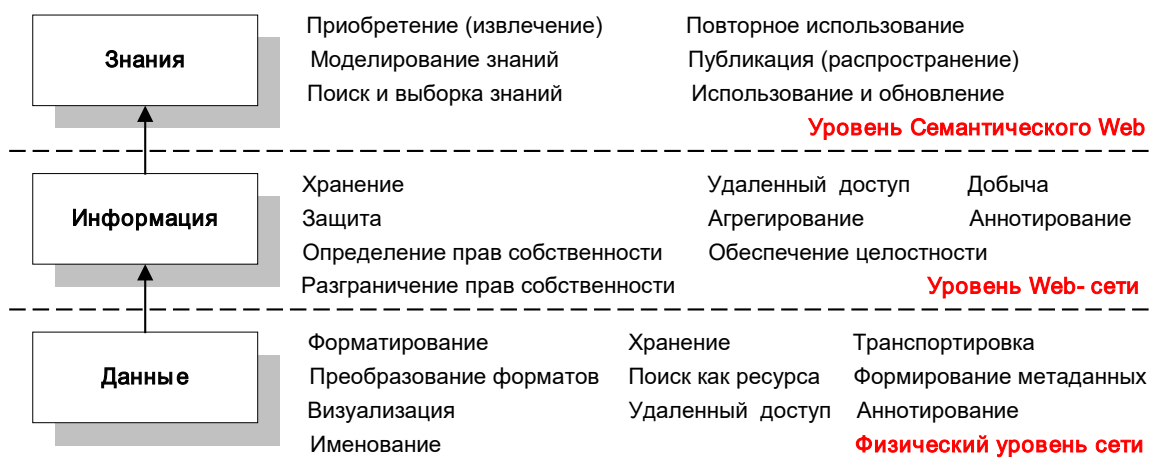 Знания
Приобретение (извлечение) Повторное использование
Моделирование знаний Публикация (распространение)
Поиск и выборка знаний Использование и обновление
Уровень Семантического Web
Информация
Хранение Удаленный доступ Добыча
Защита Агрегирование Аннотирование
Определение прав собственности Обеспечение целостности
Разграничение прав собственности
Уровень Web- сети
Данные
Форматирование Хранение Транспортировка
Преобразование форматов Поиск как ресурса Формирование метаданных
Визуализация Удаленный доступ Аннотирование
Именование
Физический уровень сети